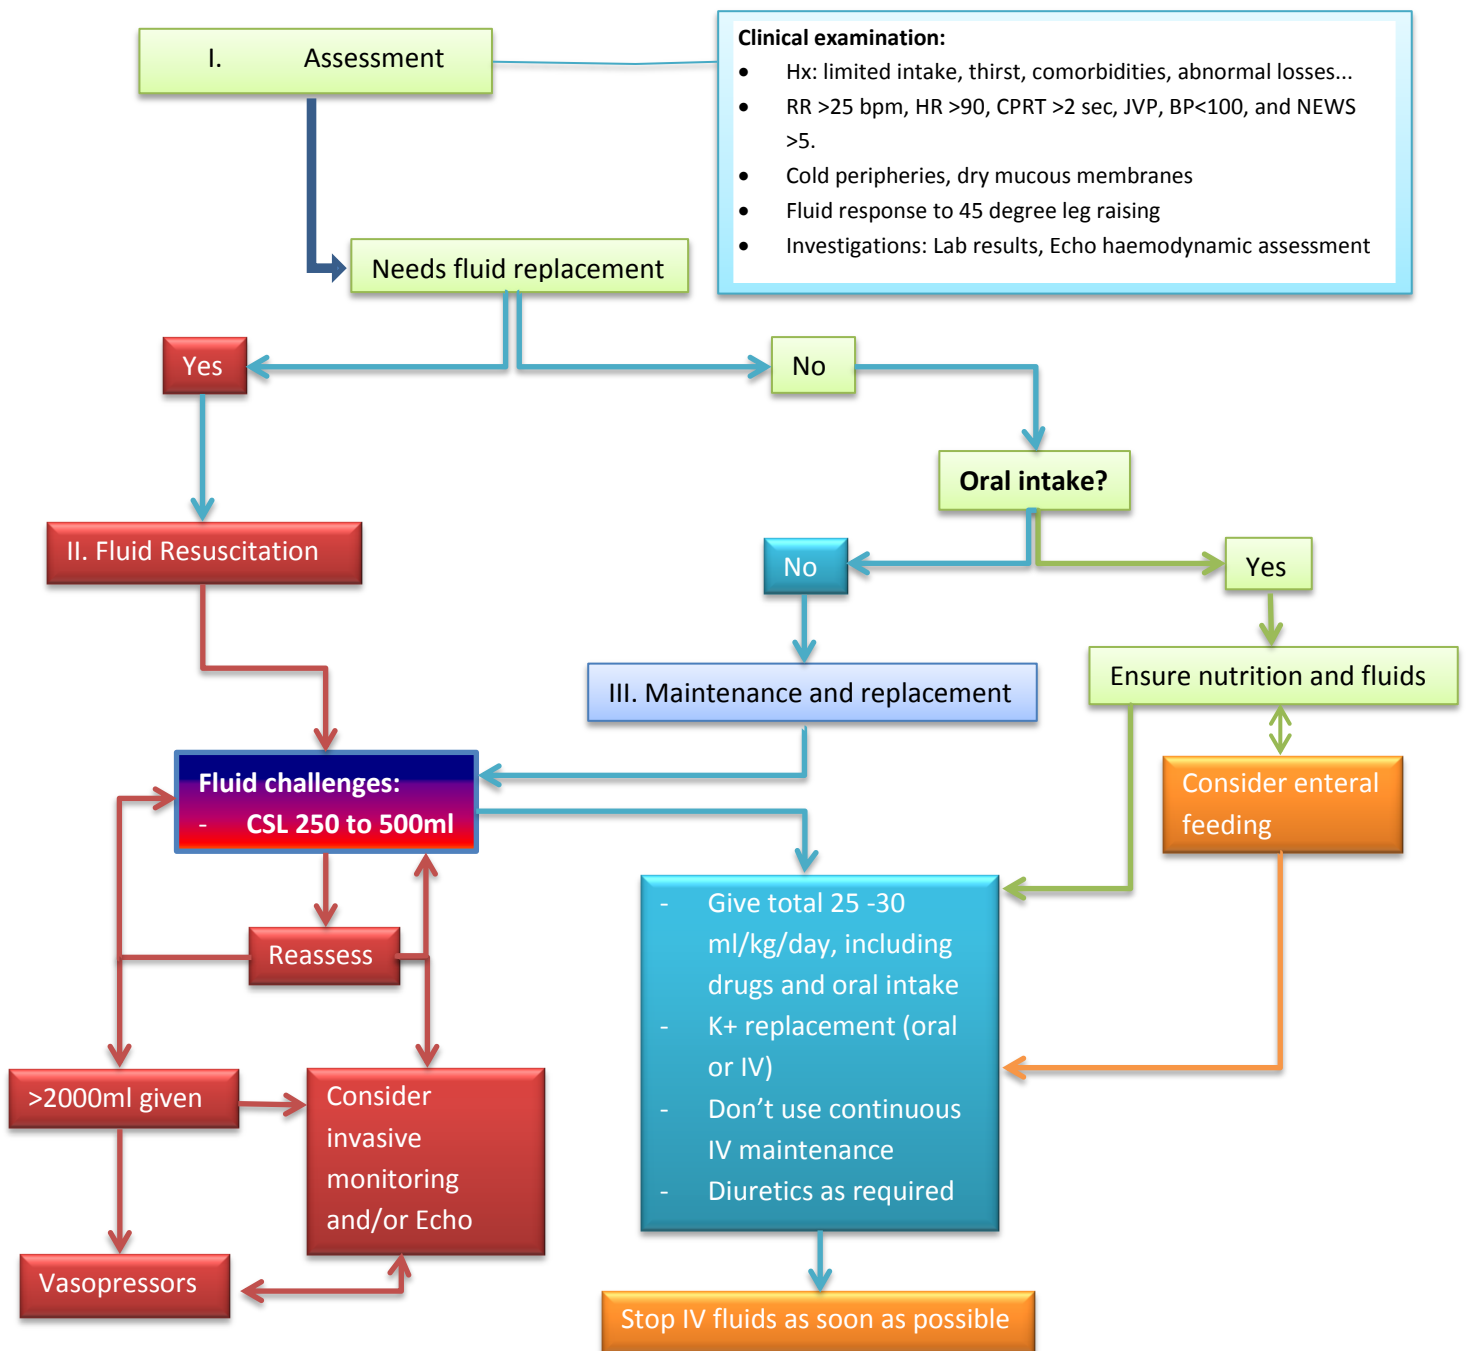 I. Assessment
Clinical examination:
• Hx: limited intake, thirst, comorbidities, abnormal losses...
• RR >25 bpm, HR >90, CPRT >2 sec, JVP, BP<100, and NEWS
>5.
• Cold peripheries, dry mucous membranes
• Fluid response to 45 degree leg raising
• Investigations: Lab results, Echo haemodynamic assessment
Needs fluid replacement
Yes
No
Oral intake?
II. Fluid Resuscitation
No
Yes
III. Maintenance and replacement
Ensure nutrition and fluids
Fluid challenges:
- CSL 250 to 500ml
Consider enteral
feeding
Reassess
- Give total 25 -30
ml/kg/day, including
drugs and oral intake
- K+ replacement (oral
or IV)
- Don’t use continuous
IV maintenance
- Diuretics as required
>2000ml given
Consider
invasive
monitoring
and/or Echo
Vasopressors
Stop IV fluids as soon as possible